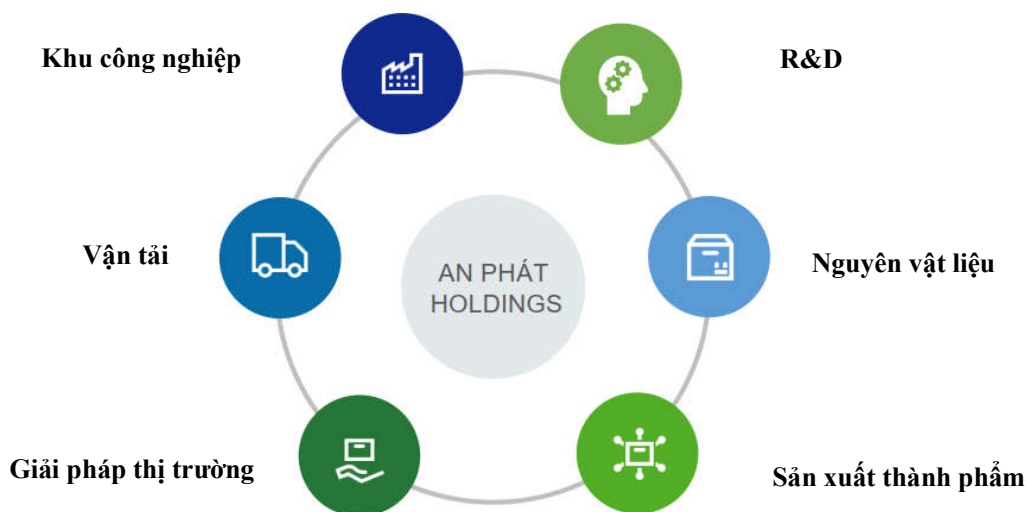 Khu công nghiệp
R&D
Vận tải
AN PHÁT
HOLDINGS
Nguyên vật liệu
Giải pháp thị trường
Sản xuất thành phẩm